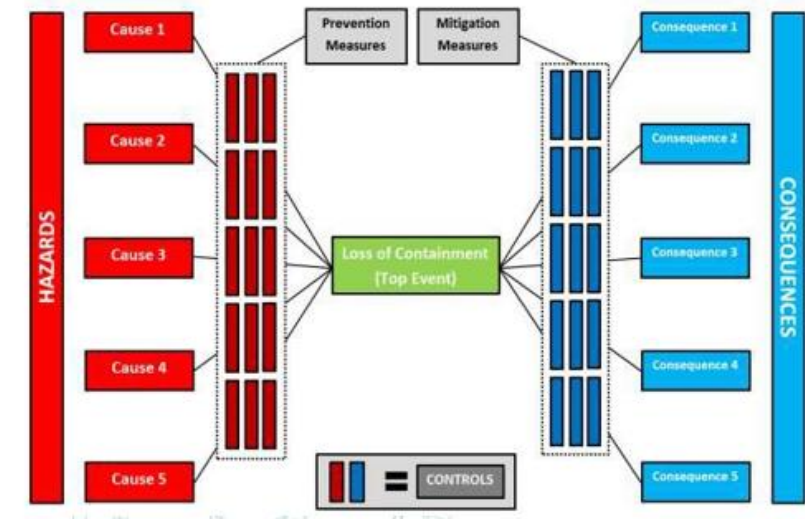 HAZARDS
Cause 1
Cause 2
Cause 3
Cause 4
Cause 5
Prevention
Measures
Mitigation
Measures
Loss of Containment
(Top Event)
CONTROLS
Consequence 1
Consequence 2
Consequence 3
Consequence 4
Consequence 5
CONSEQUENCES